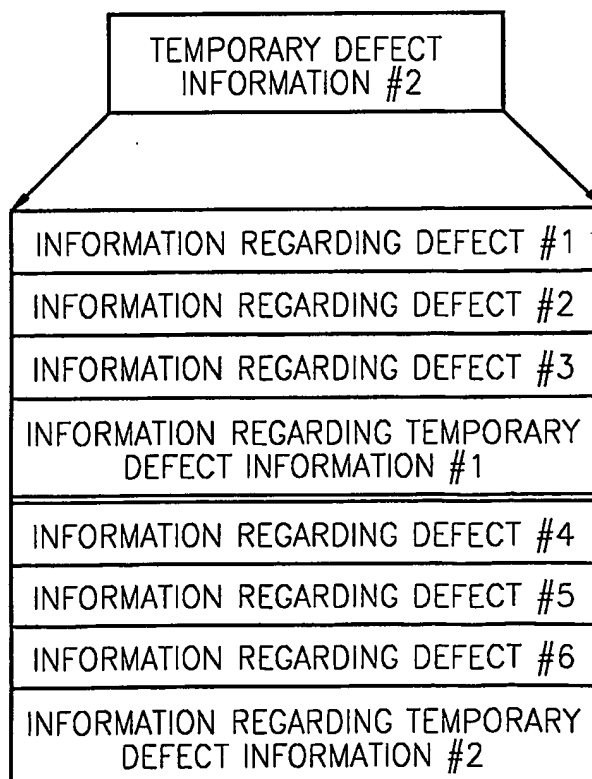 TEMPORARY DEFECT
INFORMATION #2
INFORMATION REGARDING DEFECT #1
INFORMATION REGARDING DEFECT #2
INFORMATION REGARDING DEFECT #3
INFORMATION REGARDING TEMPORARY
DEFECT INFORMATION #1
INFORMATION REGARDING DEFECT #4
INFORMATION REGARDING DEFECT #5
INFORMATION REGARDING DEFECT #6
INFORMATION REGARDING TEMPORARY
DEFECT INFORMATION #2